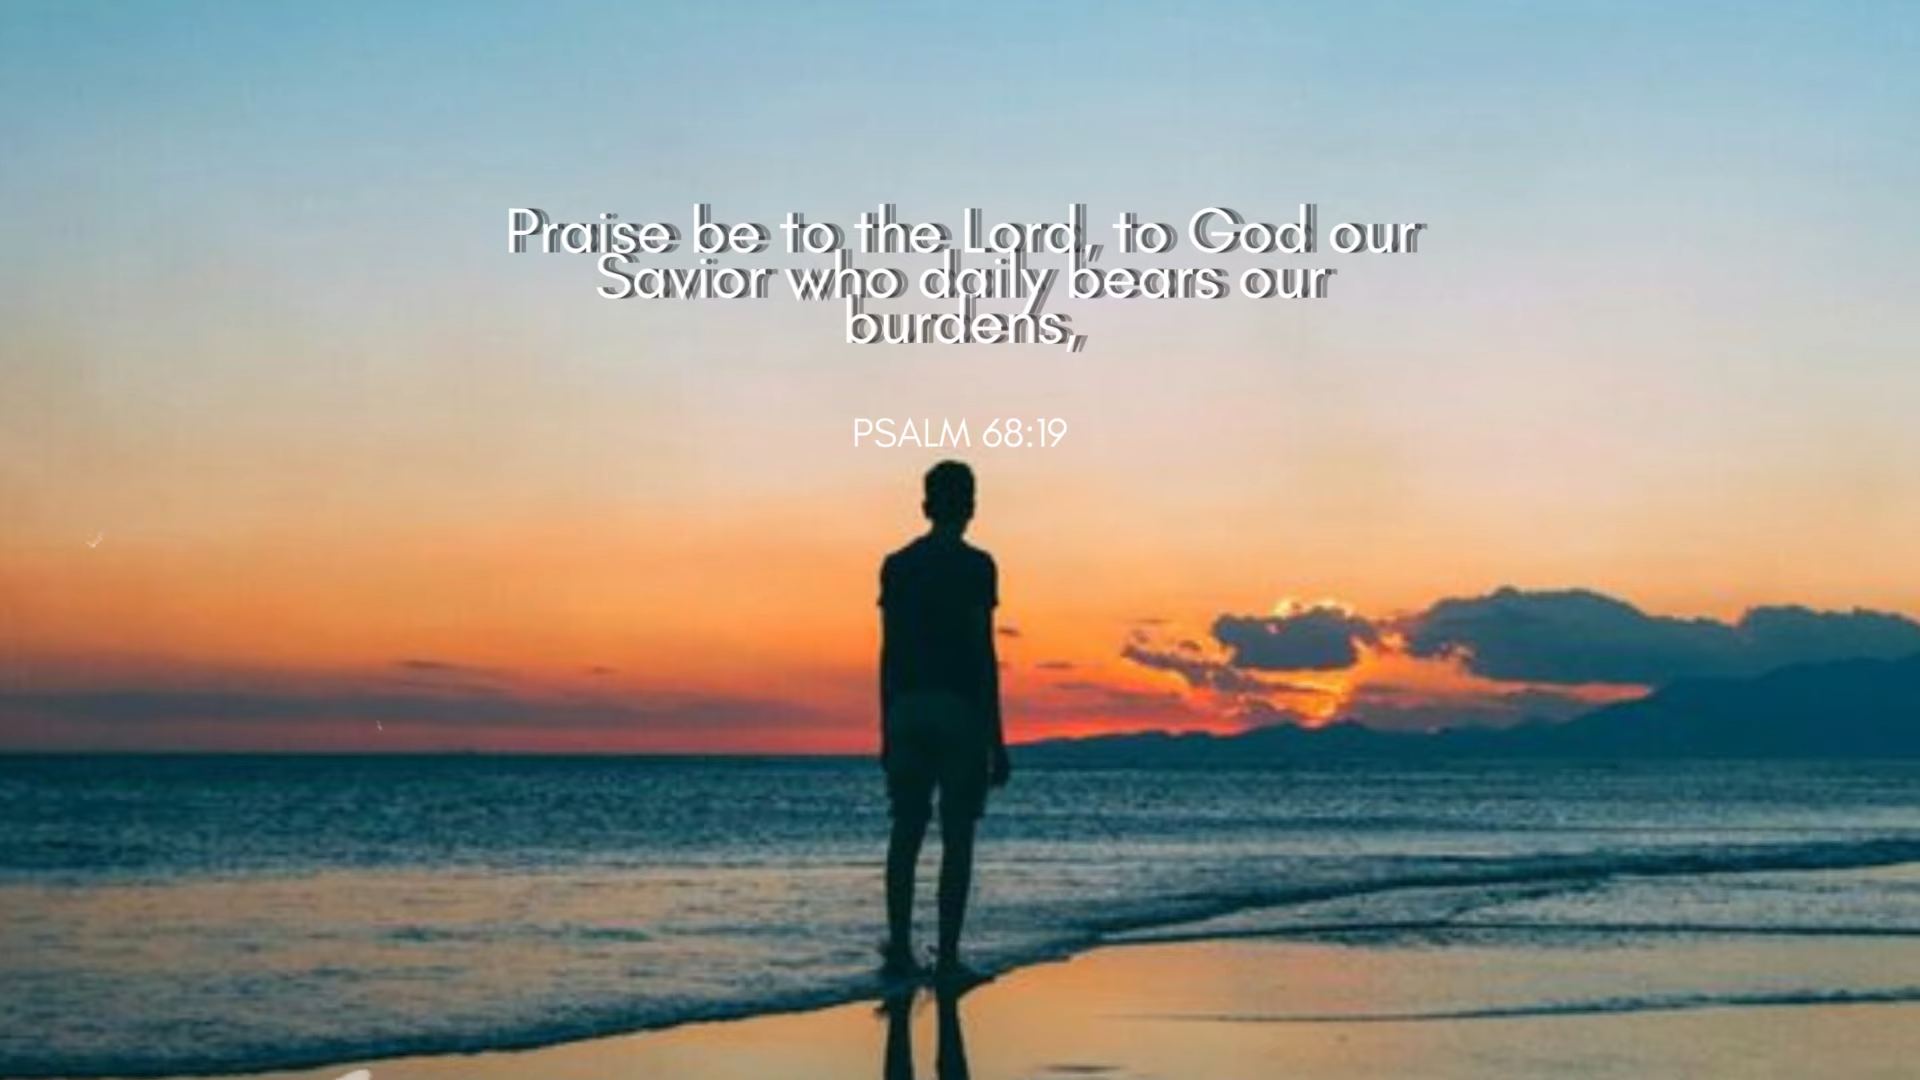 Praise be to the Lord, to God our
Savior who daily bears our
burdens,
PSALM 68:19